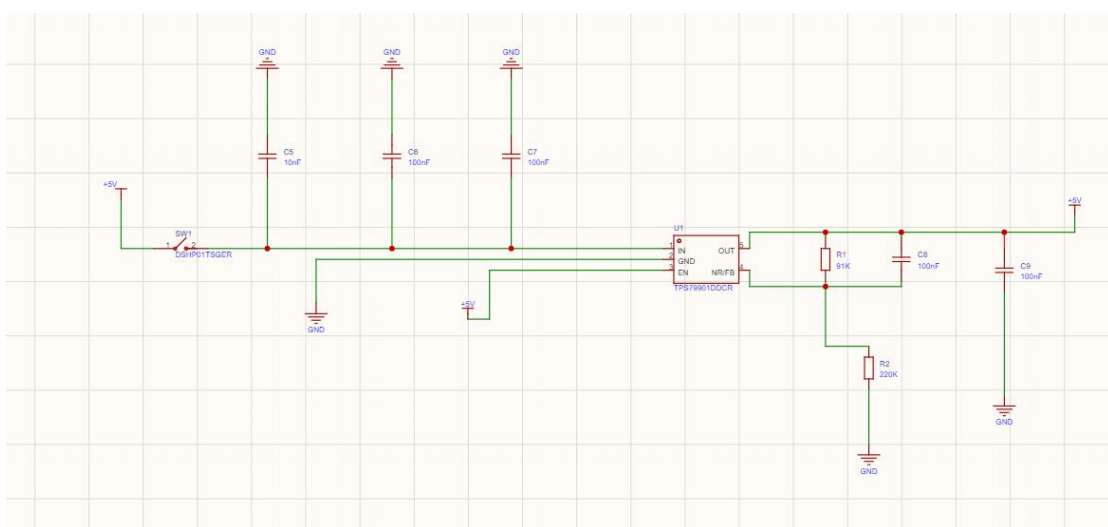 GND
GND
GND
C5
10nF
C6
100nF
C7
100nF
+5V
+5V
SW1
1
2
DSHP01TSGER
U1
1
IN
OUT
5
2
GND
3
EN
NR/FB
4
TPS79901DDCR
R1
91K
C8
100nF
C9
100nF
+5V
GND
R2
220K
GND
GND